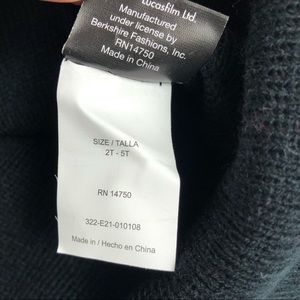 Lucasfilm Ltd.
Manufactured
under license by
Berkshire Fashions, Inc.
RN14750
Made in China
SIZE / TALLA
2T - 5T
RN 14750
322-E21-010108
Made in / Hecho en China